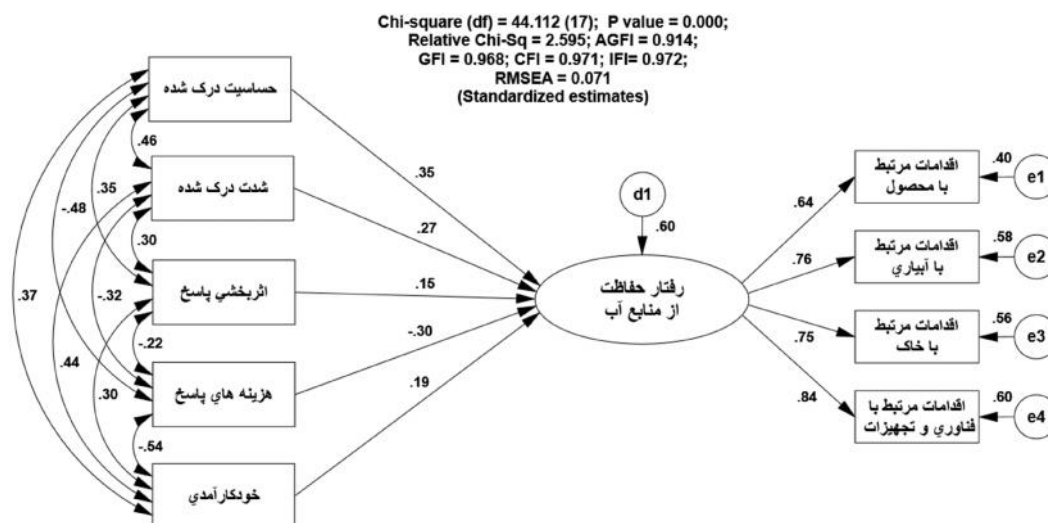 Chi-square (df) = 44.112 (17); P value = 0.000;
Relative Chi-Sq = 2.595; AGFI = 0.914;
GFI = 0.968; CFI = 0.971; IFI= 0.972;
RMSEA = 0.071
(Standardized estimates)
حساسيت درک شده
شدت درک شده
اثربخشي پاسخ
هزينه هاي پاسخ
خودکارآمدي
.46
.35
-.48
.30
-.32
.37
-.22
.44
.30
-.54
.35
.27
.15
-.30
.19
d1
.60
رفتار حفاظت
از منابع آب
.64
.76
.75
.84
اقدامات مرتبط
با محصول
.40
e1
اقدامات مرتبط
با آبياري
.58
e2
اقدامات مرتبط
با خاک
.56
e3
اقدامات مرتبط با
فناوري و تجهيزات
.60
e4